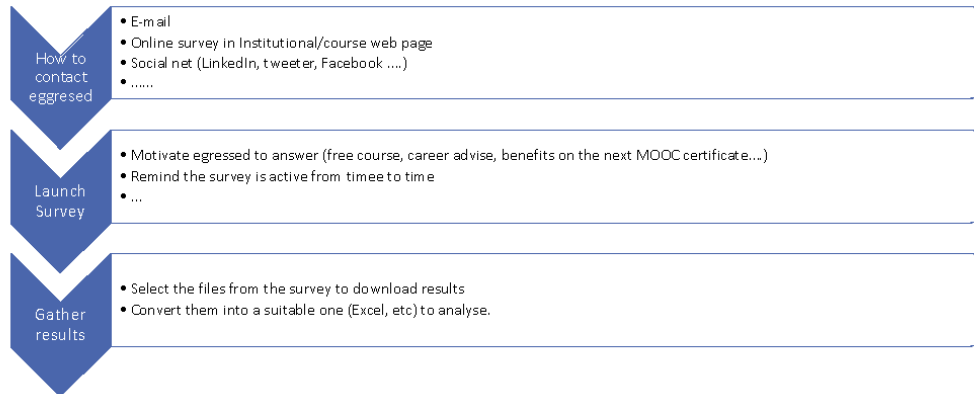 How to
contact
eggresed
• E-mail
• Online survey in Institutional/course web page
• Social net (LinkedIn, tweeter, Facebook ....)
• ......
Launch
Survey
• Motivate egressed to answer (free course, career advise, benefits on the next MOOC certificate....)
• Remind the survey is active from timee to time
• ...
Gather
results
• Select the files from the survey to download results
• Convert them into a suitable one (Excel, etc) to analyse.